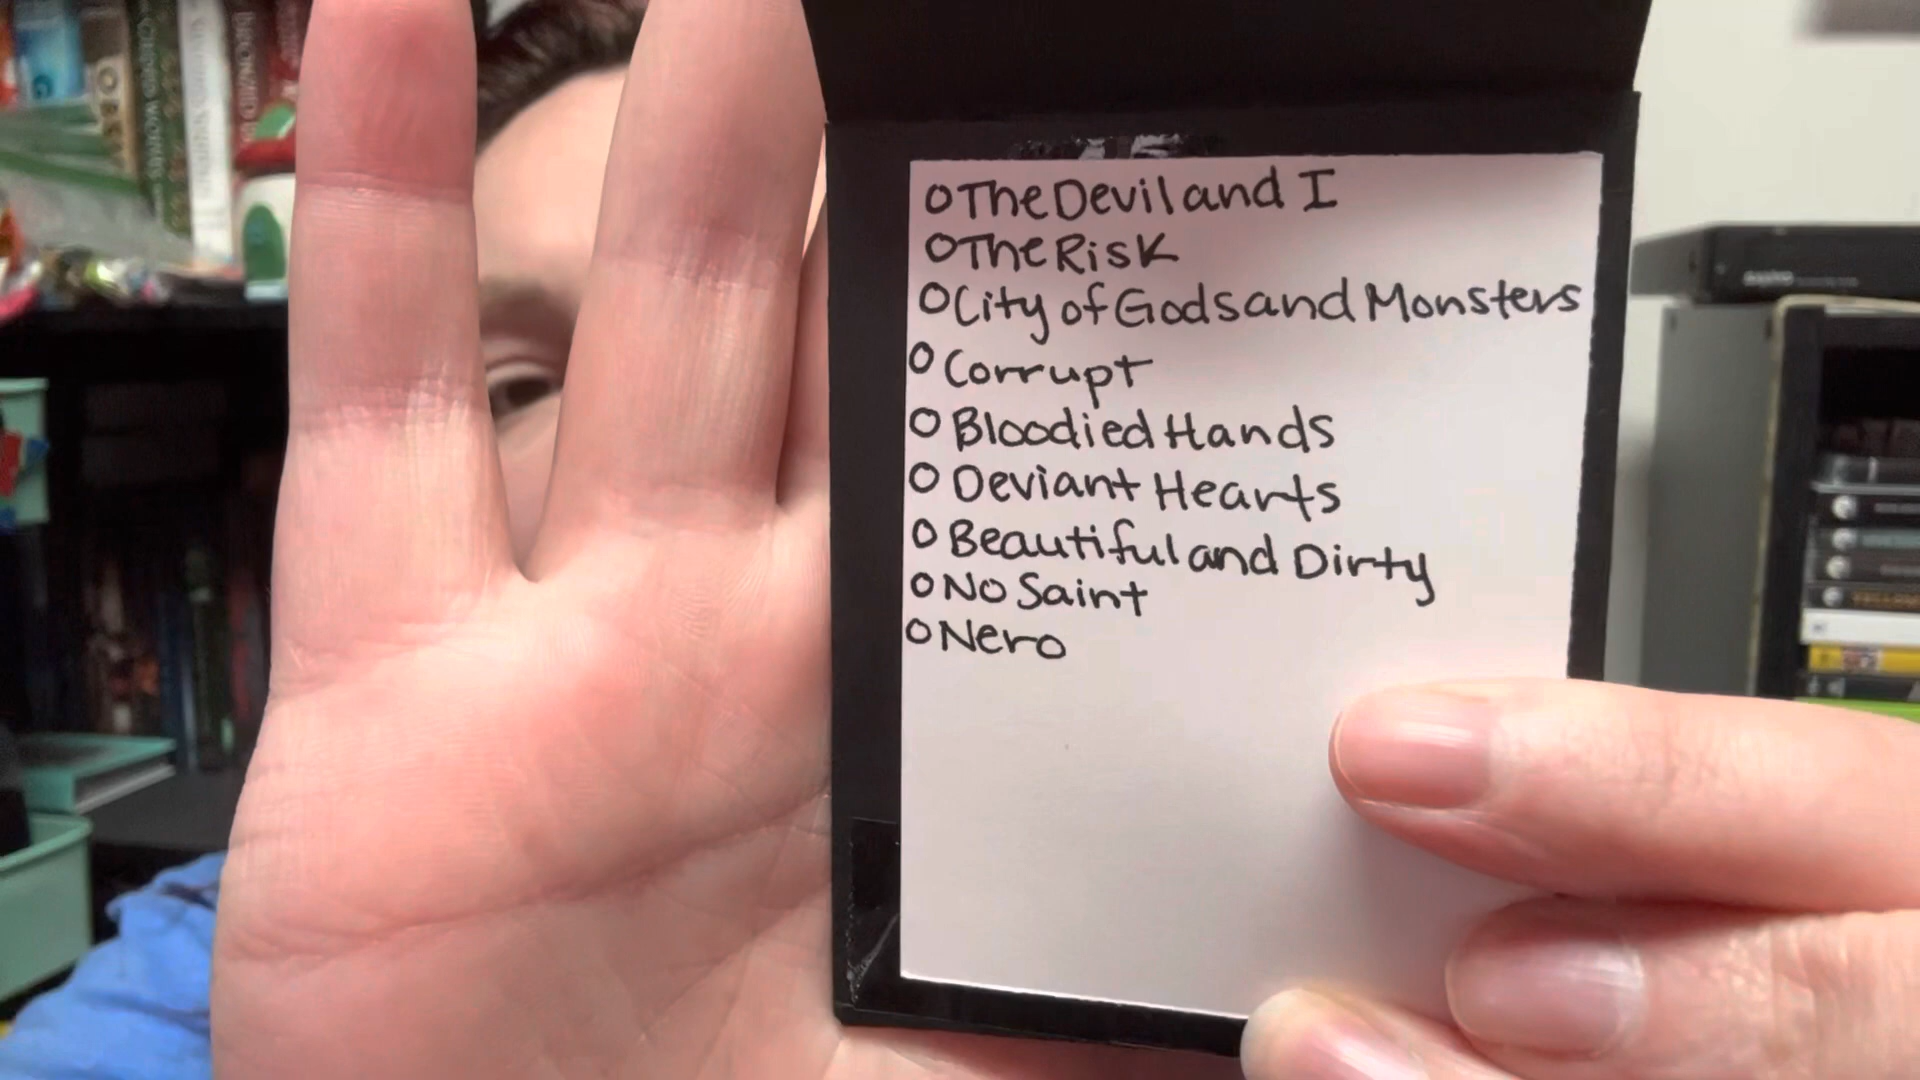 The Devil and I
The Risk
City of Gods and Monsters
Corrupt
Bloodied Hands
Deviant Hearts
Beautiful and Dirty
No Saint
Nero